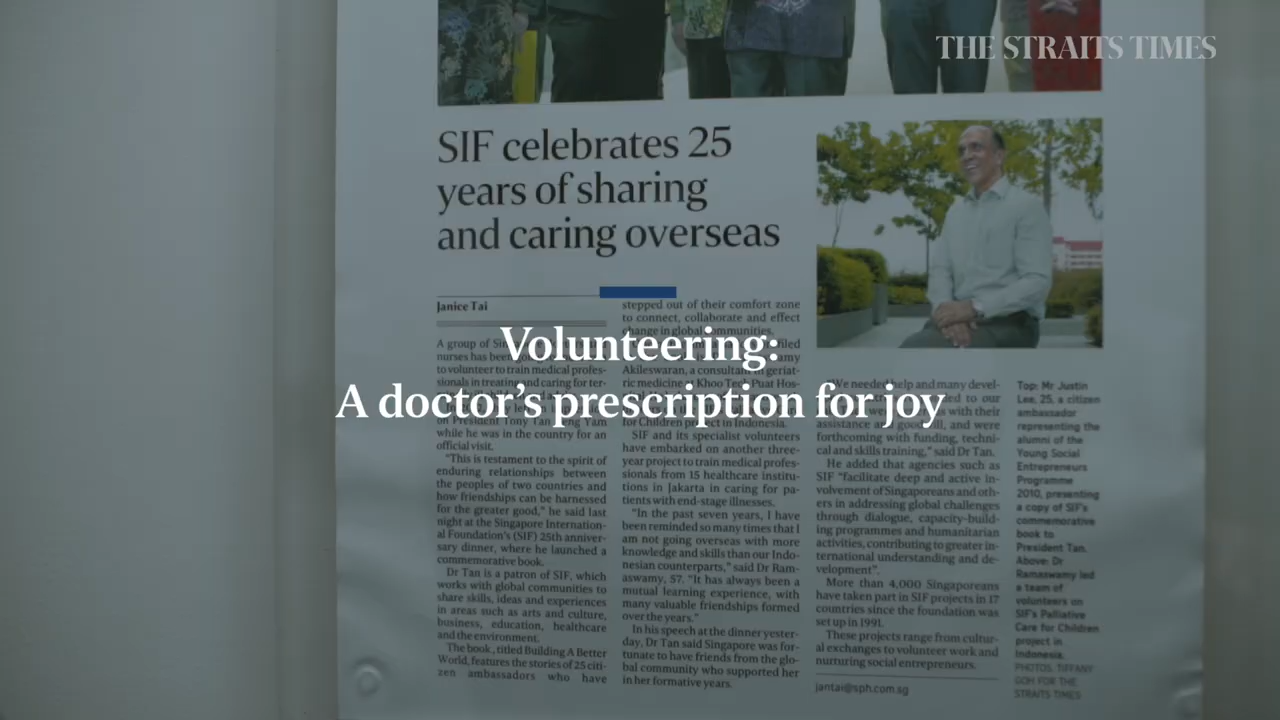 THE STRAITS TIMES
SIF celebrates 25
years of sharing
and caring overseas
Volunteering:
A doctor's prescription for joy
Janice Tai
A group of
nurses has been
to volunteer to train medical profes-
sionals in treating and caring for ter-
on President Tony Tan Keng Yam
while he was in the country for an
official visit.
"This is testament to the spirit of
enduring relationships between
the peoples of two countries and
how friendships can be harnessed
for the greater good," he said last
night at the Singapore Internation-
al Foundation's (SIF) 25th anniver-
sary dinner, where he launched a
commemorative book.
Dr Tan is a patron of SIF, which
works with global communities to
share skills, ideas and experiences
in areas such as arts and culture,
business, education, healthcare
and the environment.
The book, titled Building A Better
World, features the stories of 25 citi-
zen ambassadors who have
stepped out of their comfort zone
to connect, collaborate and effect
change in global communities.
Akileswaran, a consultant in geriat-
ric medicine at Khoo Teck Puat Hos-
for Children project in Indonesia.
SIF and its specialist volunteers
have embarked on another three-
year project to train medical profes-
sionals from 15 healthcare institu-
tions in Jakarta in caring for pa-
tients with end-stage illnesses.
"In the past seven years, I have
been reminded so many times that I
am not going overseas with more
knowledge and skills than our Indo-
nesian counterparts," said Dr Ram-
aswamy, 57. "It has always been a
mutual learning experience, with
many valuable friendships formed
over the years."
In his speech at the dinner yester-
day, Dr Tan said Singapore was for-
tunate to have friends from the glo-
bal community who supported her
in her formative years.
"We needed help and many devel-
to our
with their
assistance and goodwill, and were
forthcoming with funding, techni-
cal and skills training," said Dr Tan.
He added that agencies such as
SIF "facilitate deep and active in-
volvement of Singaporeans and oth-
ers in addressing global challenges
through dialogue, capacity-build-
ing programmes and humanitarian
activities, contributing to greater in-
ternational understanding and de-
velopment".
More than 4,000 Singaporeans
have taken part in SIF projects in 17
countries since the foundation was
set up in 1991.
These projects range from cultur-
al exchanges to volunteer work and
nurturing social entrepreneurs.
jantai@sph.com.sg
Top: Mr Justin
Lee, 25, a citizen
ambassador
representing the
alumni of the
Young Social
Entrepreneurs
Programme
2010, presenting
a copy of SIF's
commemorative
book to
President Tan.
Above: Dr
Ramaswamy led
a team of
volunteers on
SIF's Palliative
Care for Children
project in
Indonesia.
PHOTOS: TIFFANY
GOH FOR THE
STRAITS TIMES